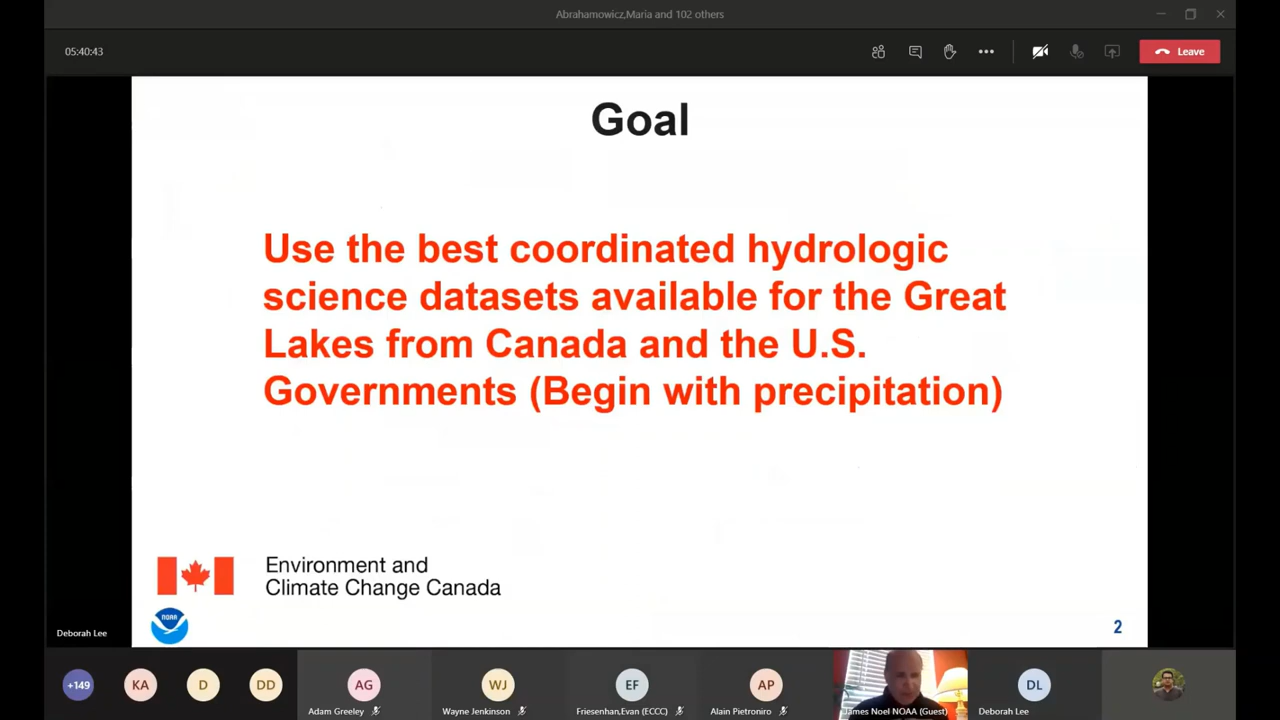 Abrahamowicz,Maria and 102 others
05:40:43
Leave
Goal
Use the best coordinated hydrologic
science datasets available for the Great
Lakes from Canada and the U.S.
Governments (Begin with precipitation)
Environment and
Climate Change Canada
NOAA
2
Deborah Lee
+149
KA
D
DD
AG
Adam Greeley
WJ
Wayne Jenkinson
EF
Friesenhan,Evan (ECCC)
AP
Alain Pietroniro
James Noel NOAA (Guest)
DL
Deborah Lee